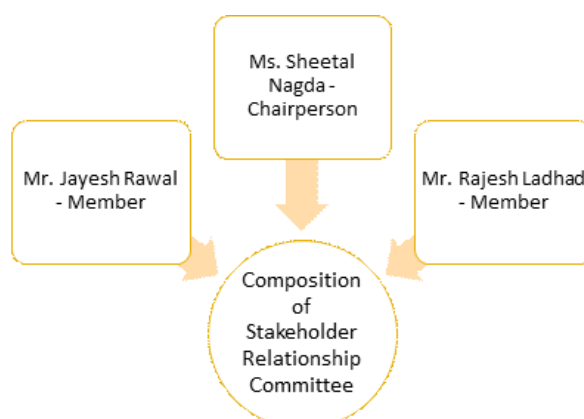 Ms. Sheetal
Nagda -
Chairperson
Mr. Jayesh Rawal
- Member
Mr. Rajesh Ladhad
- Member
Composition
of
Stakeholder
Relationship
Committee